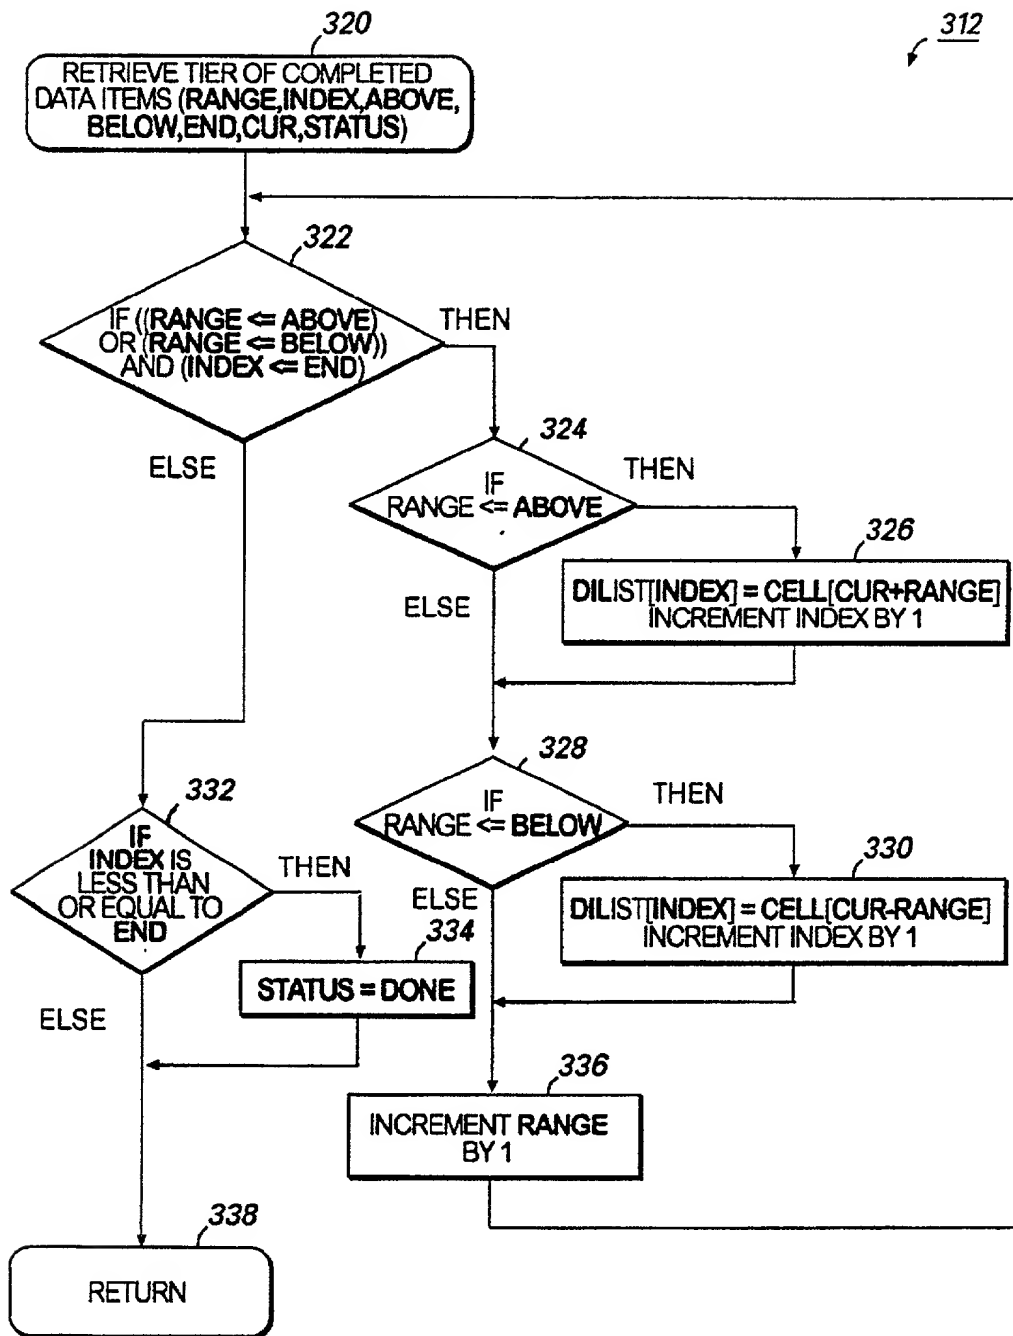 320
312
RETRIEVE TIER OF COMPLETED
DATA ITEMS (RANGE,INDEX,ABOVE,
BELOW,END,CUR,STATUS)
322
IF ((RANGE <= ABOVE)
OR (RANGE <= BELOW))
AND (INDEX <= END)
THEN
ELSE
324
IF
RANGE <= ABOVE
THEN
ELSE
326
DILIST[INDEX] = CELL[CUR+RANGE]
INCREMENT INDEX BY 1
328
IF
RANGE <= BELOW
THEN
ELSE
330
DILIST[INDEX] = CELL[CUR-RANGE]
INCREMENT INDEX BY 1
332
IF
INDEX IS
LESS THAN
OR EQUAL TO
END
THEN
ELSE
334
STATUS = DONE
336
INCREMENT RANGE
BY 1
338
RETURN